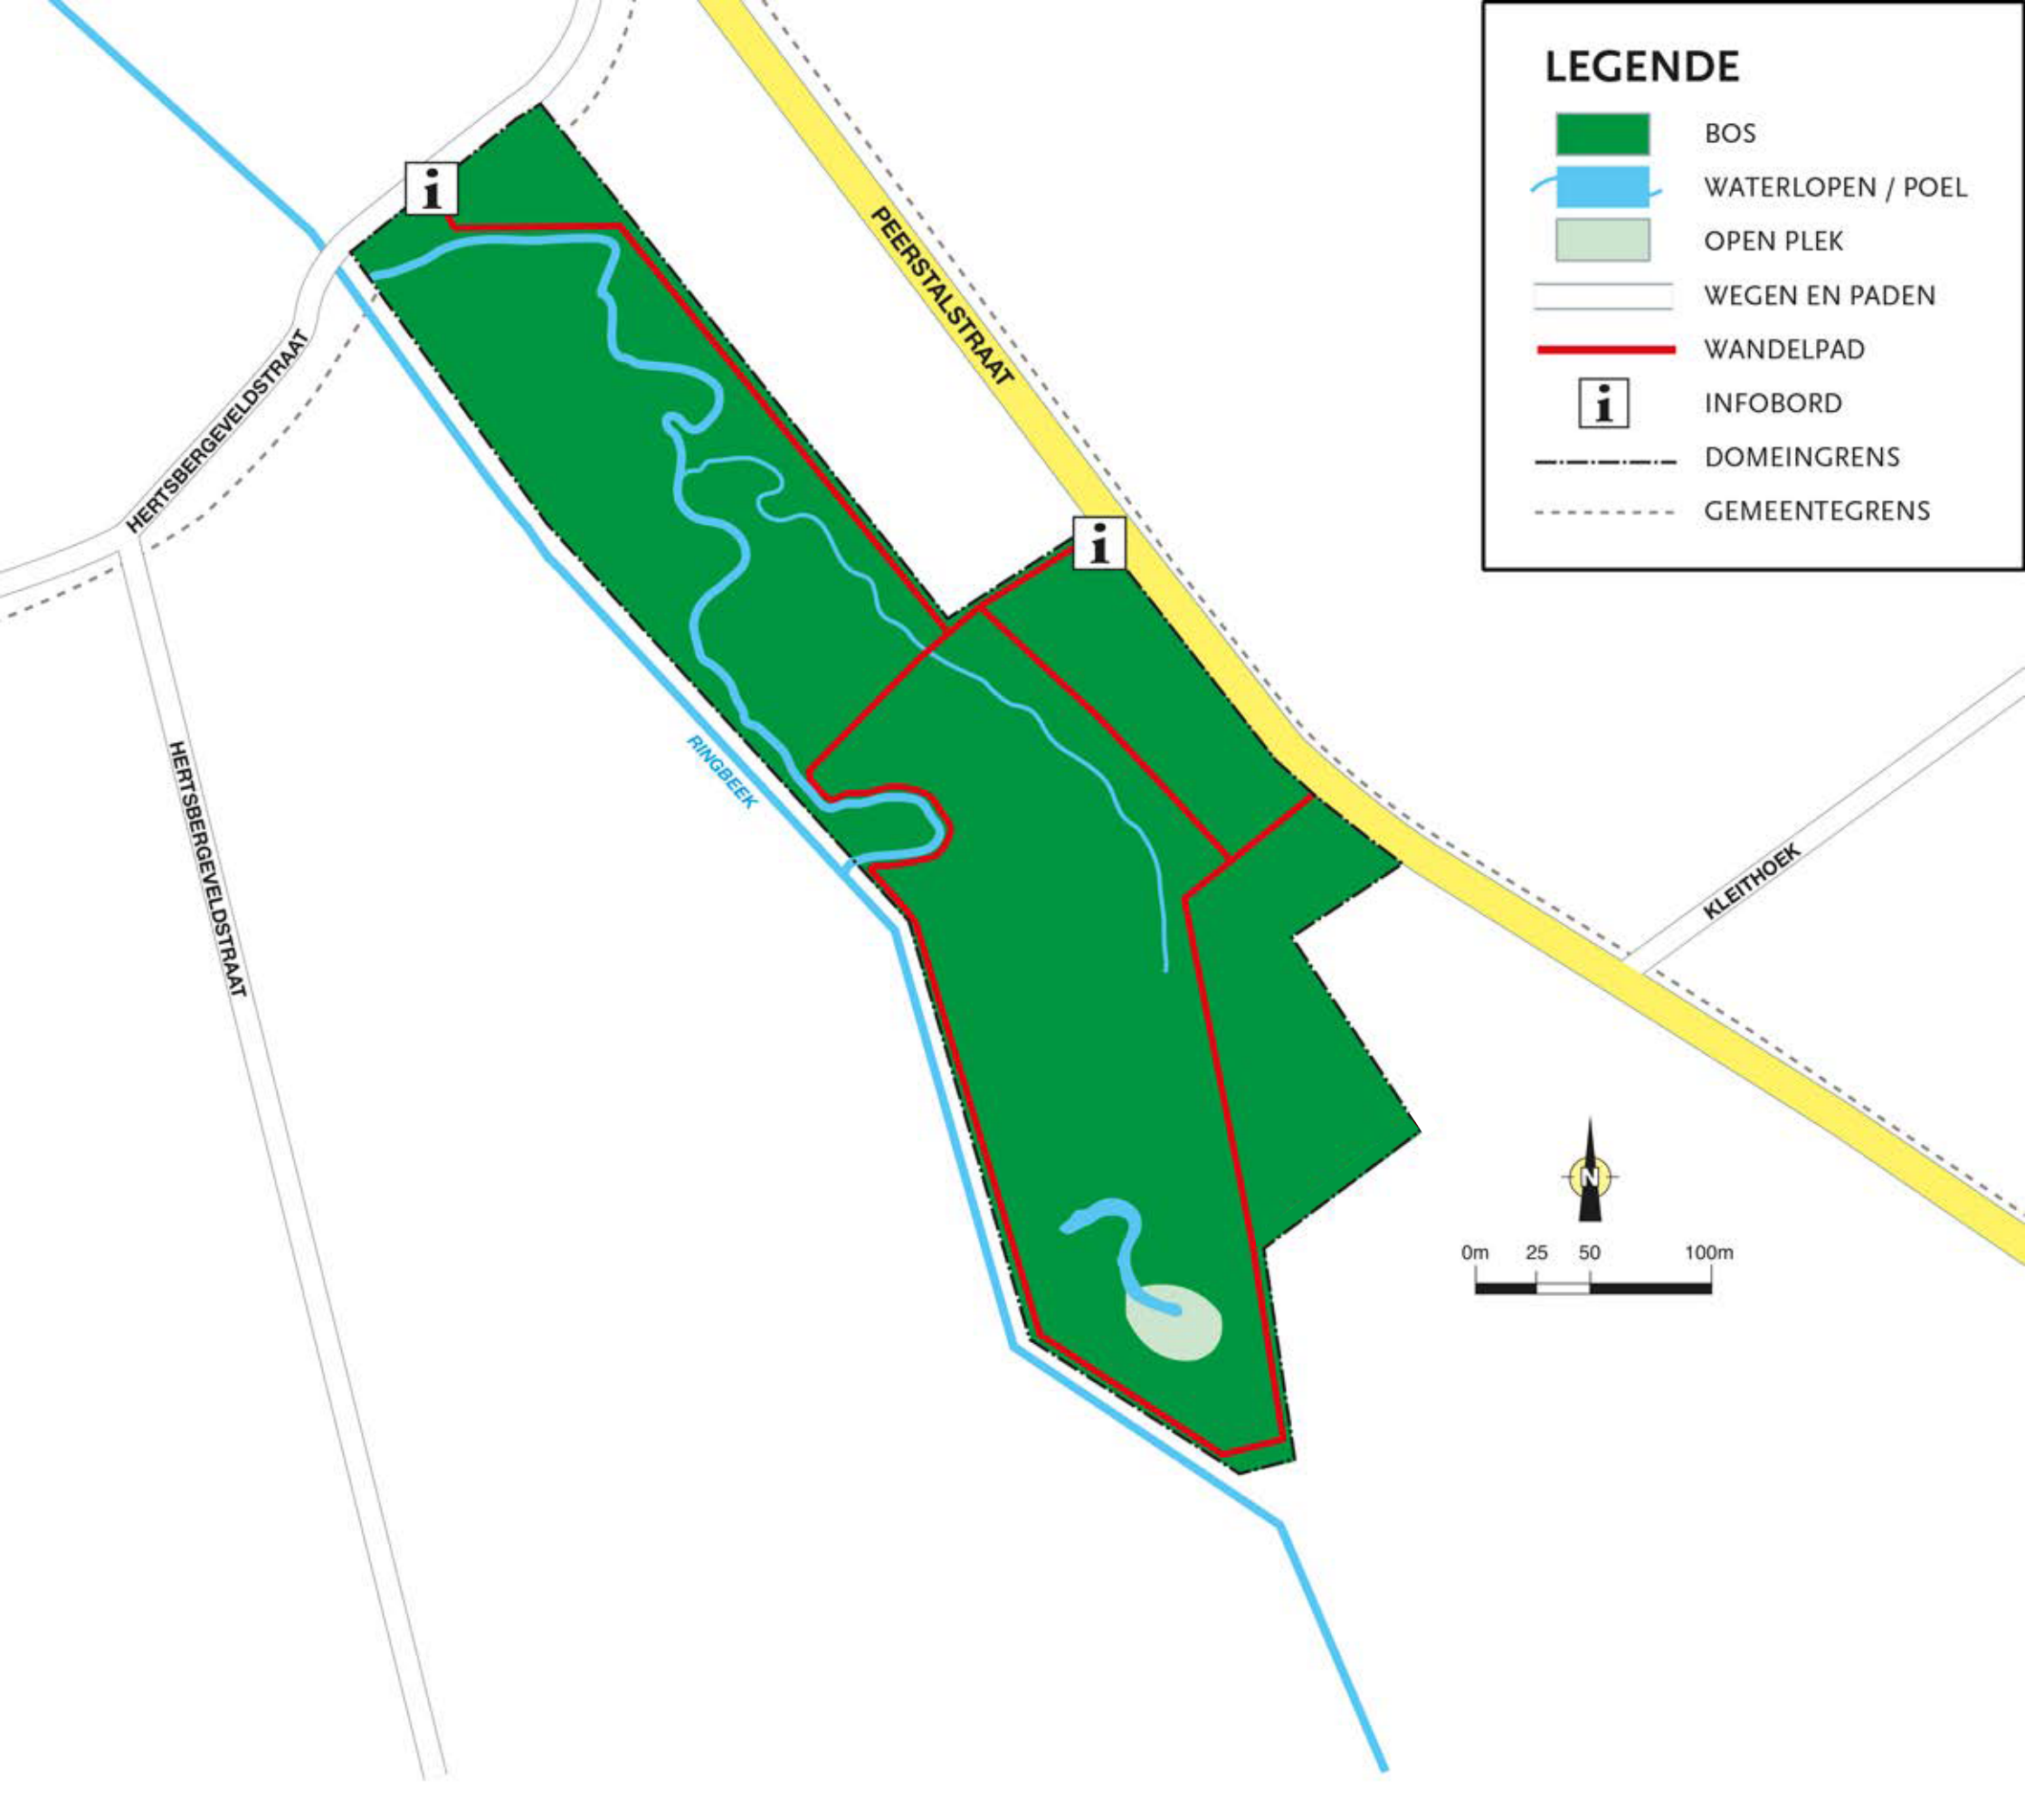 LEGENDE
BOS
WATERLOPEN / POEL
OPEN PLEK
WEGEN EN PADEN
WANDELPAD
i INFOBORD
DOMEINGRENS
GEMEENTEGRENS
i
PEERSTALSTRAAT
HERTSBERGEVELDSTRAAT
i
RINGBEEK
HERTSBERGEVELDSTRAAT
KLEITHOEK
N
0m 25 50 100m